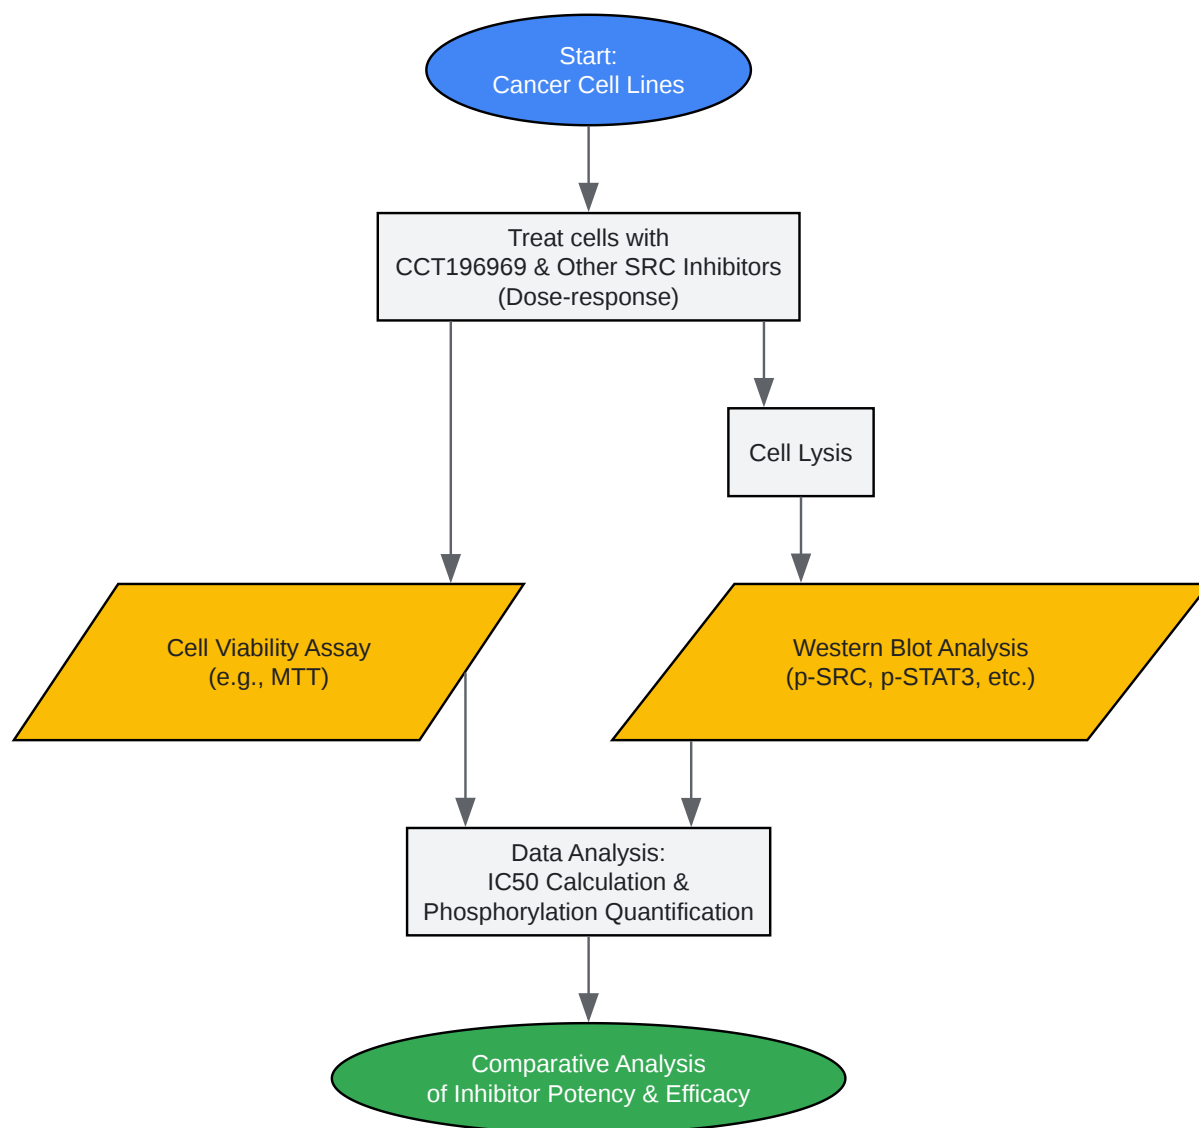 Start:
Cancer Cell Lines
Treat cells with
CCT196969 & Other SRC Inhibitors
(Dose-response)
Cell Lysis
Cell Viability Assay
(e.g., MTT)
Western Blot Analysis
(p-SRC, p-STAT3, etc.)
Data Analysis:
IC50 Calculation &
Phosphorylation Quantification
Comparative Analysis
of Inhibitor Potency & Efficacy